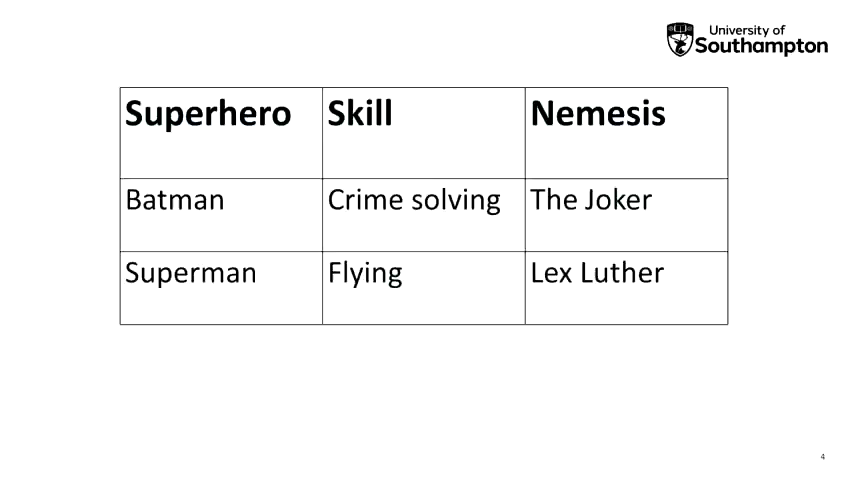 University of
Southampton
Superhero Skill Nemesis
Batman Crime solving The Joker
Superman Flying Lex Luther
4